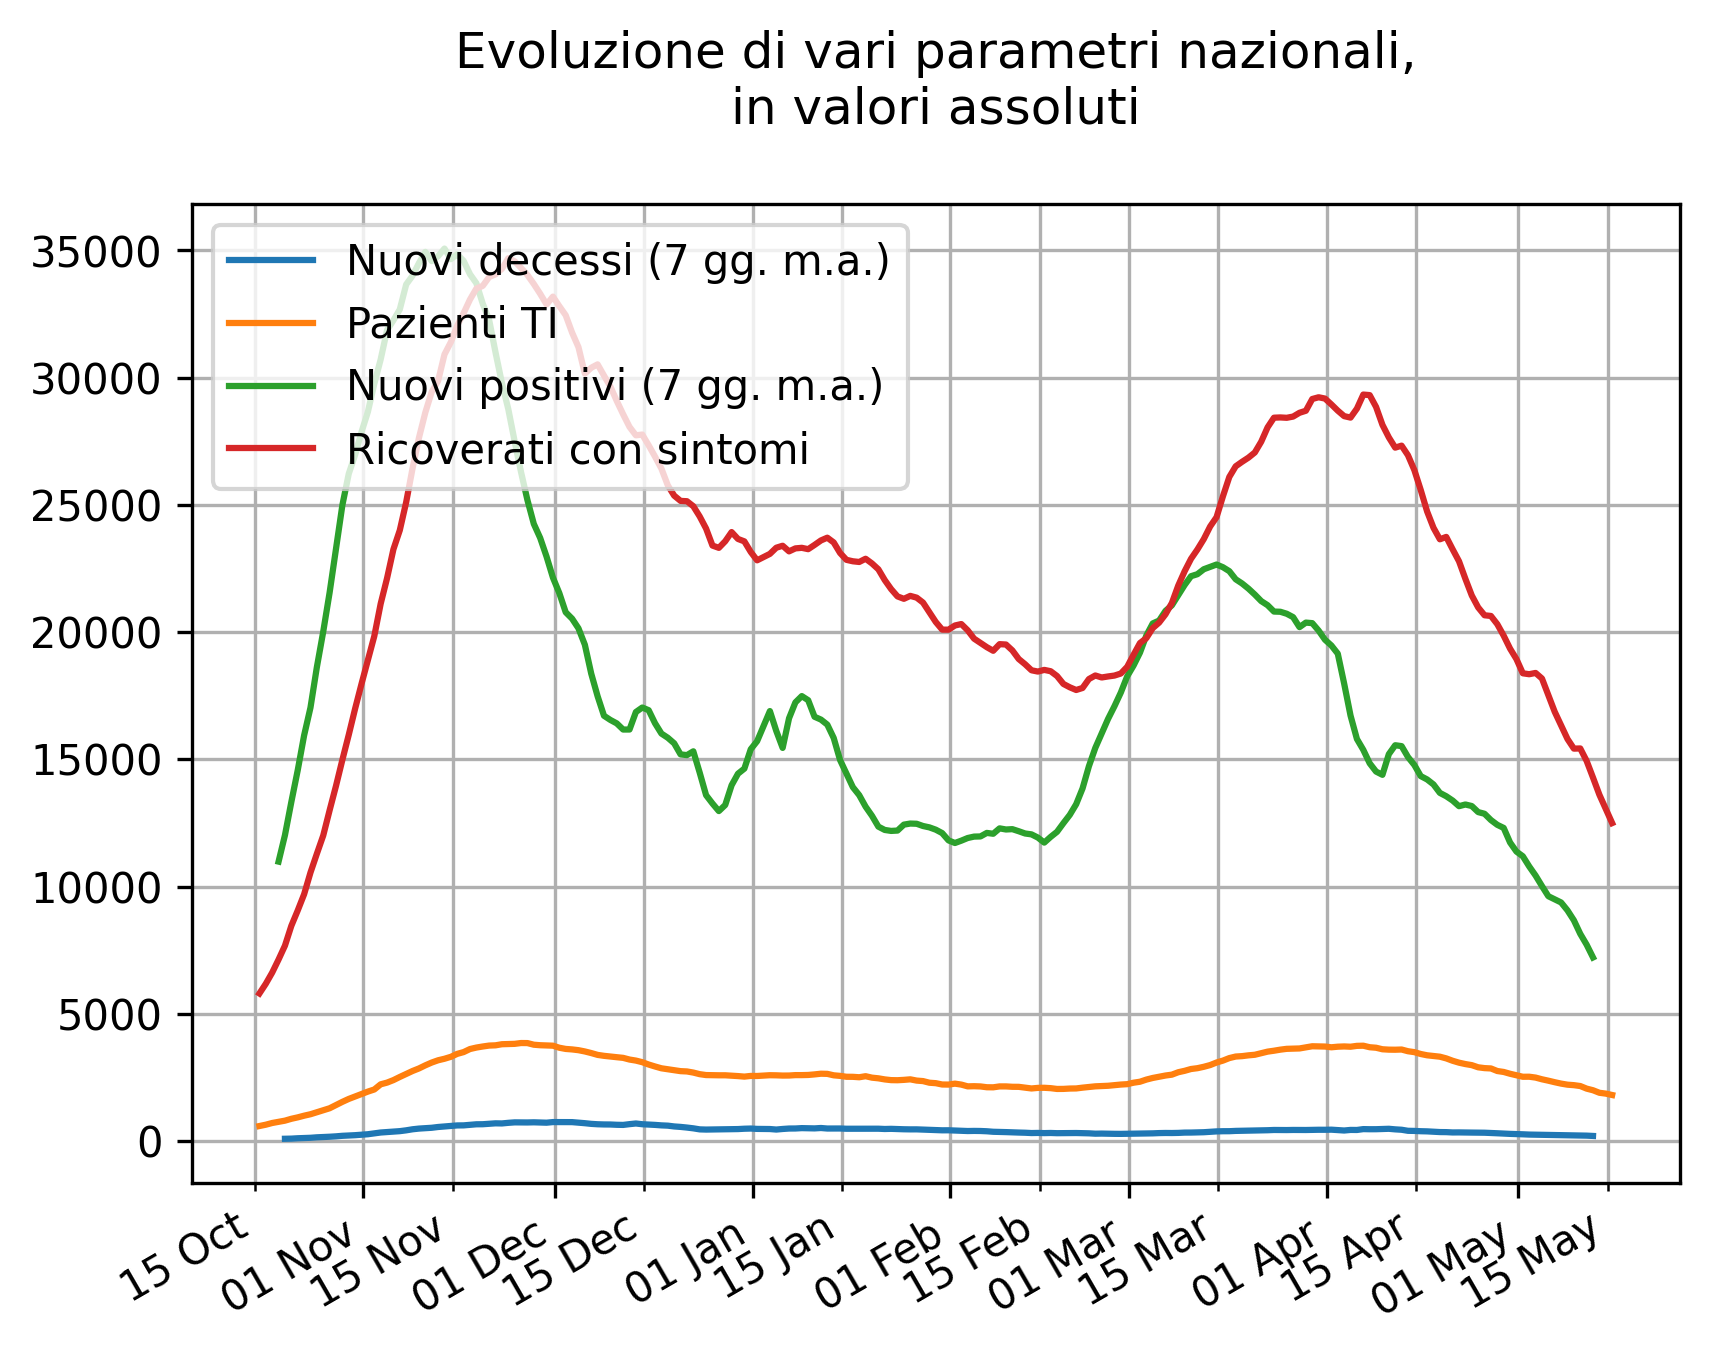 Evoluzione di vari parametri nazionali,
in valori assoluti
Nuovi decessi (7 gg. m.a.)
Pazienti TI
Nuovi positivi (7 gg. m.a.)
Ricoverati con sintomi
35000
30000
25000
20000
15000
10000
5000
0
15 Oct
01 Nov
15 Nov
01 Dec
15 Dec
01 Jan
15 Jan
01 Feb
15 Feb
01 Mar
15 Mar
01 Apr
15 Apr
01 May
15 May